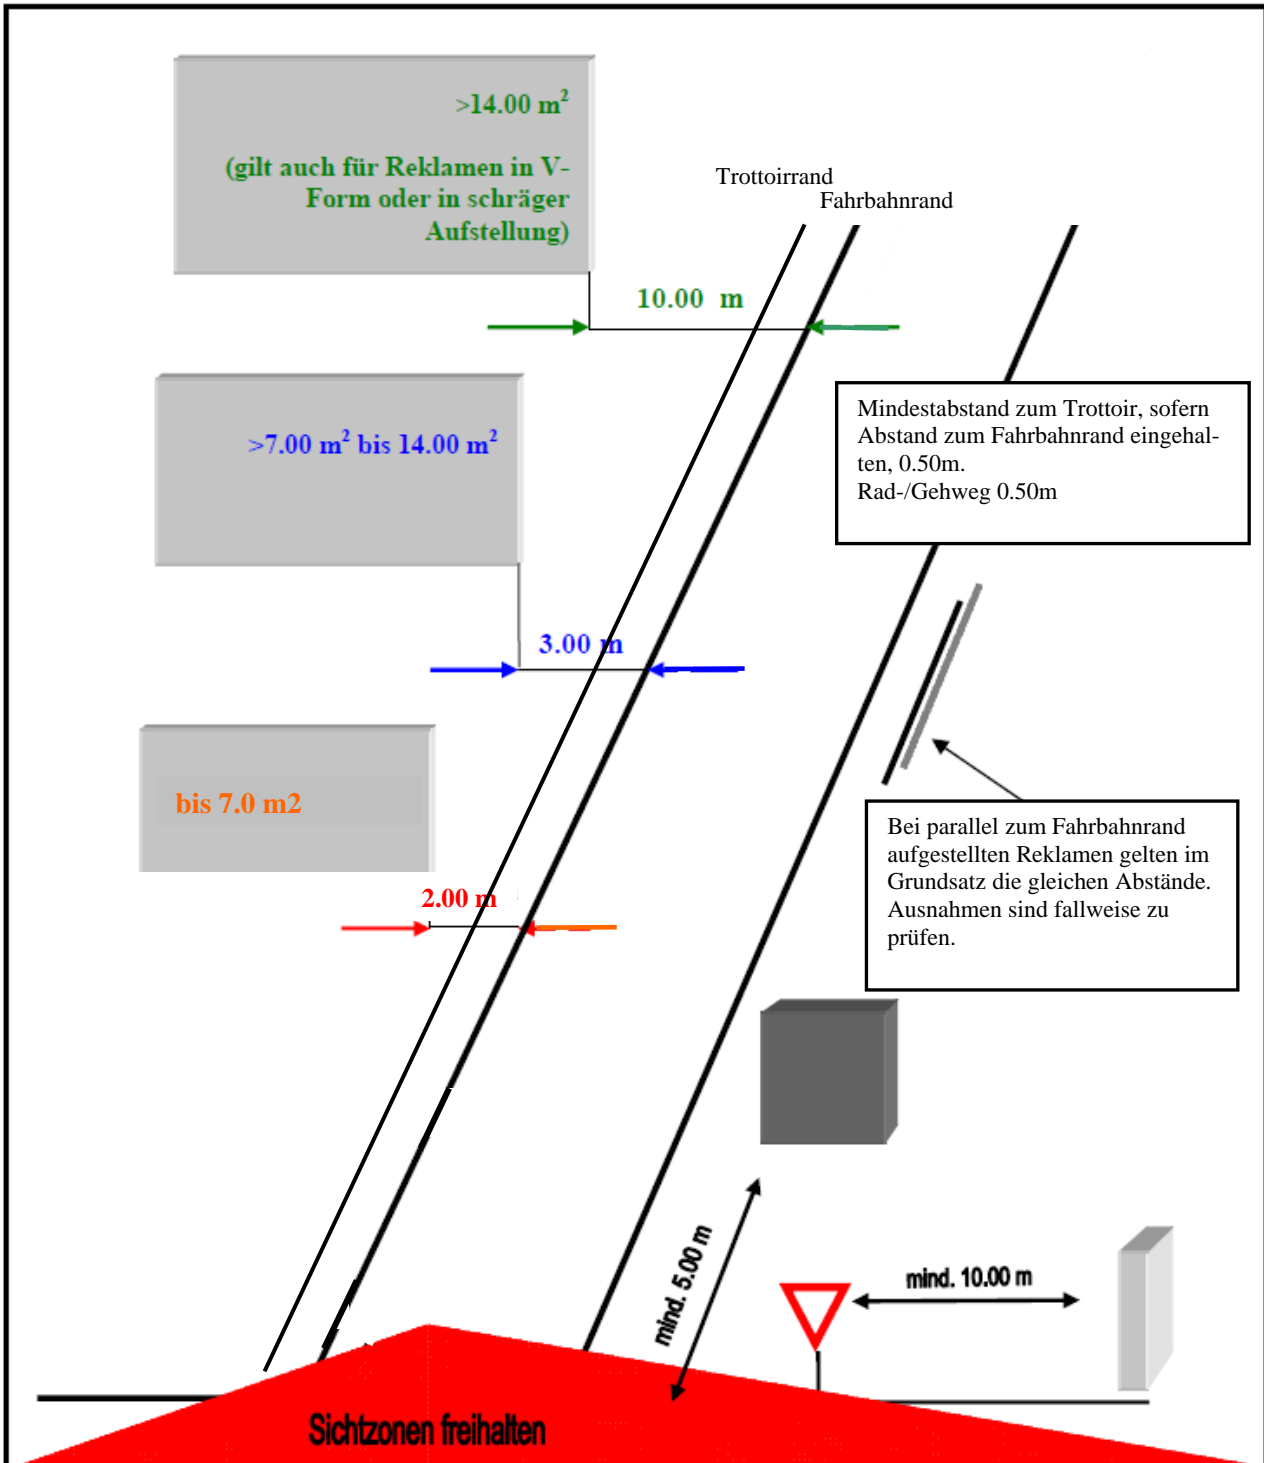 >14.00 m²
(gilt auch für Reklamen in V-
Form oder in schräger
Aufstellung)
Trottoirrand
Fahrbahnrand
10.00 m
>7.00 m² bis 14.00 m²
Mindestabstand zum Trottoir, sofern
Abstand zum Fahrbahnrand eingehal-
ten, 0.50m.
Rad-/Gehweg 0.50m
3.00 m
bis 7.0 m2
Bei parallel zum Fahrbahnrand
aufgestellten Reklamen gelten im
Grundsatz die gleichen Abstände.
Ausnahmen sind fallweise zu
prüfen.
2.00 m
mind. 5.00 m
mind. 10.00 m
Sichtzonen freihalten